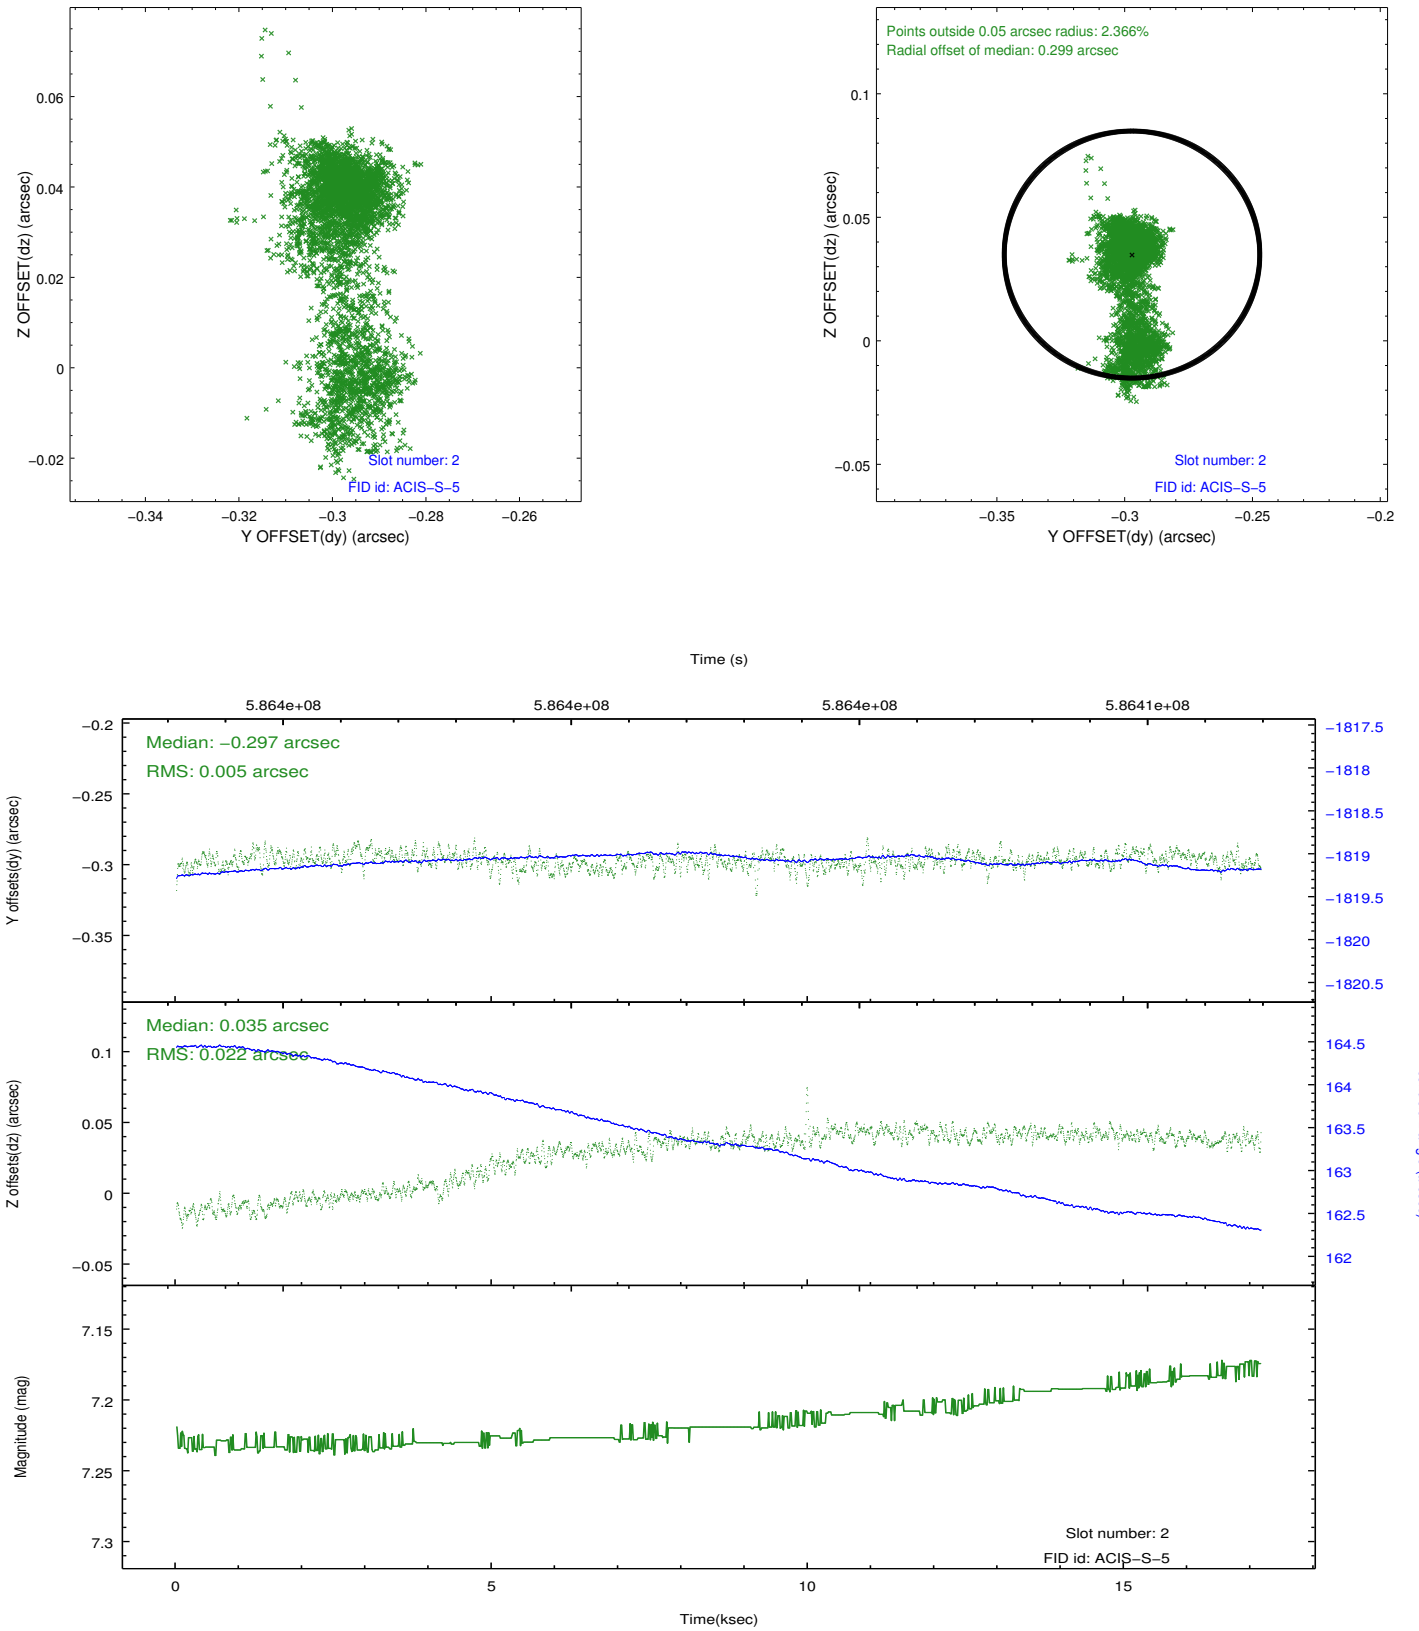 0.06
0.04
0.02
0
−0.02
Z OFFSET(dz) (arcsec)
Slot number: 2
FID id: ACIS−S−5
−0.34
−0.32
−0.3
−0.28
−0.26
Y OFFSET(dy) (arcsec)
Points outside 0.05 arcsec radius: 2.366%
Radial offset of median: 0.299 arcsec
0.1
0.05
0
−0.05
Z OFFSET(dz) (arcsec)
Slot number: 2
FID id: ACIS−S−5
−0.35
−0.3
−0.25
−0.2
Y OFFSET(dy) (arcsec)
Time (s)
5.864e+08
5.864e+08
5.864e+08
5.8641e+08
−0.2
−0.25
−0.3
−0.35
Y offsets(dy) (arcsec)
Median: −0.297 arcsec
RMS: 0.005 arcsec
−1817.5
−1818
−1818.5
−1819
−1819.5
−1820
−1820.5
0.1
0.05
0
−0.05
Z offsets(dz) (arcsec)
Median: 0.035 arcsec
RMS: 0.022 arcsec
164.5
164
163.5
163
162.5
162
7.15
7.2
7.25
7.3
Magnitude (mag)
Slot number: 2
FID id: ACIS−S−5
0
5
10
15
Time(ksec)